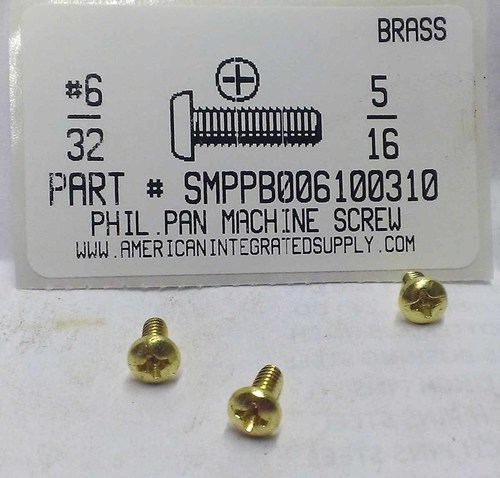 BRASS
#6
32
5
16
PART # SMPPB006100310
PHIL.PAN MACHINE SCREW
WWW.AMERICANINTEGRATEDSUPPLY.COM